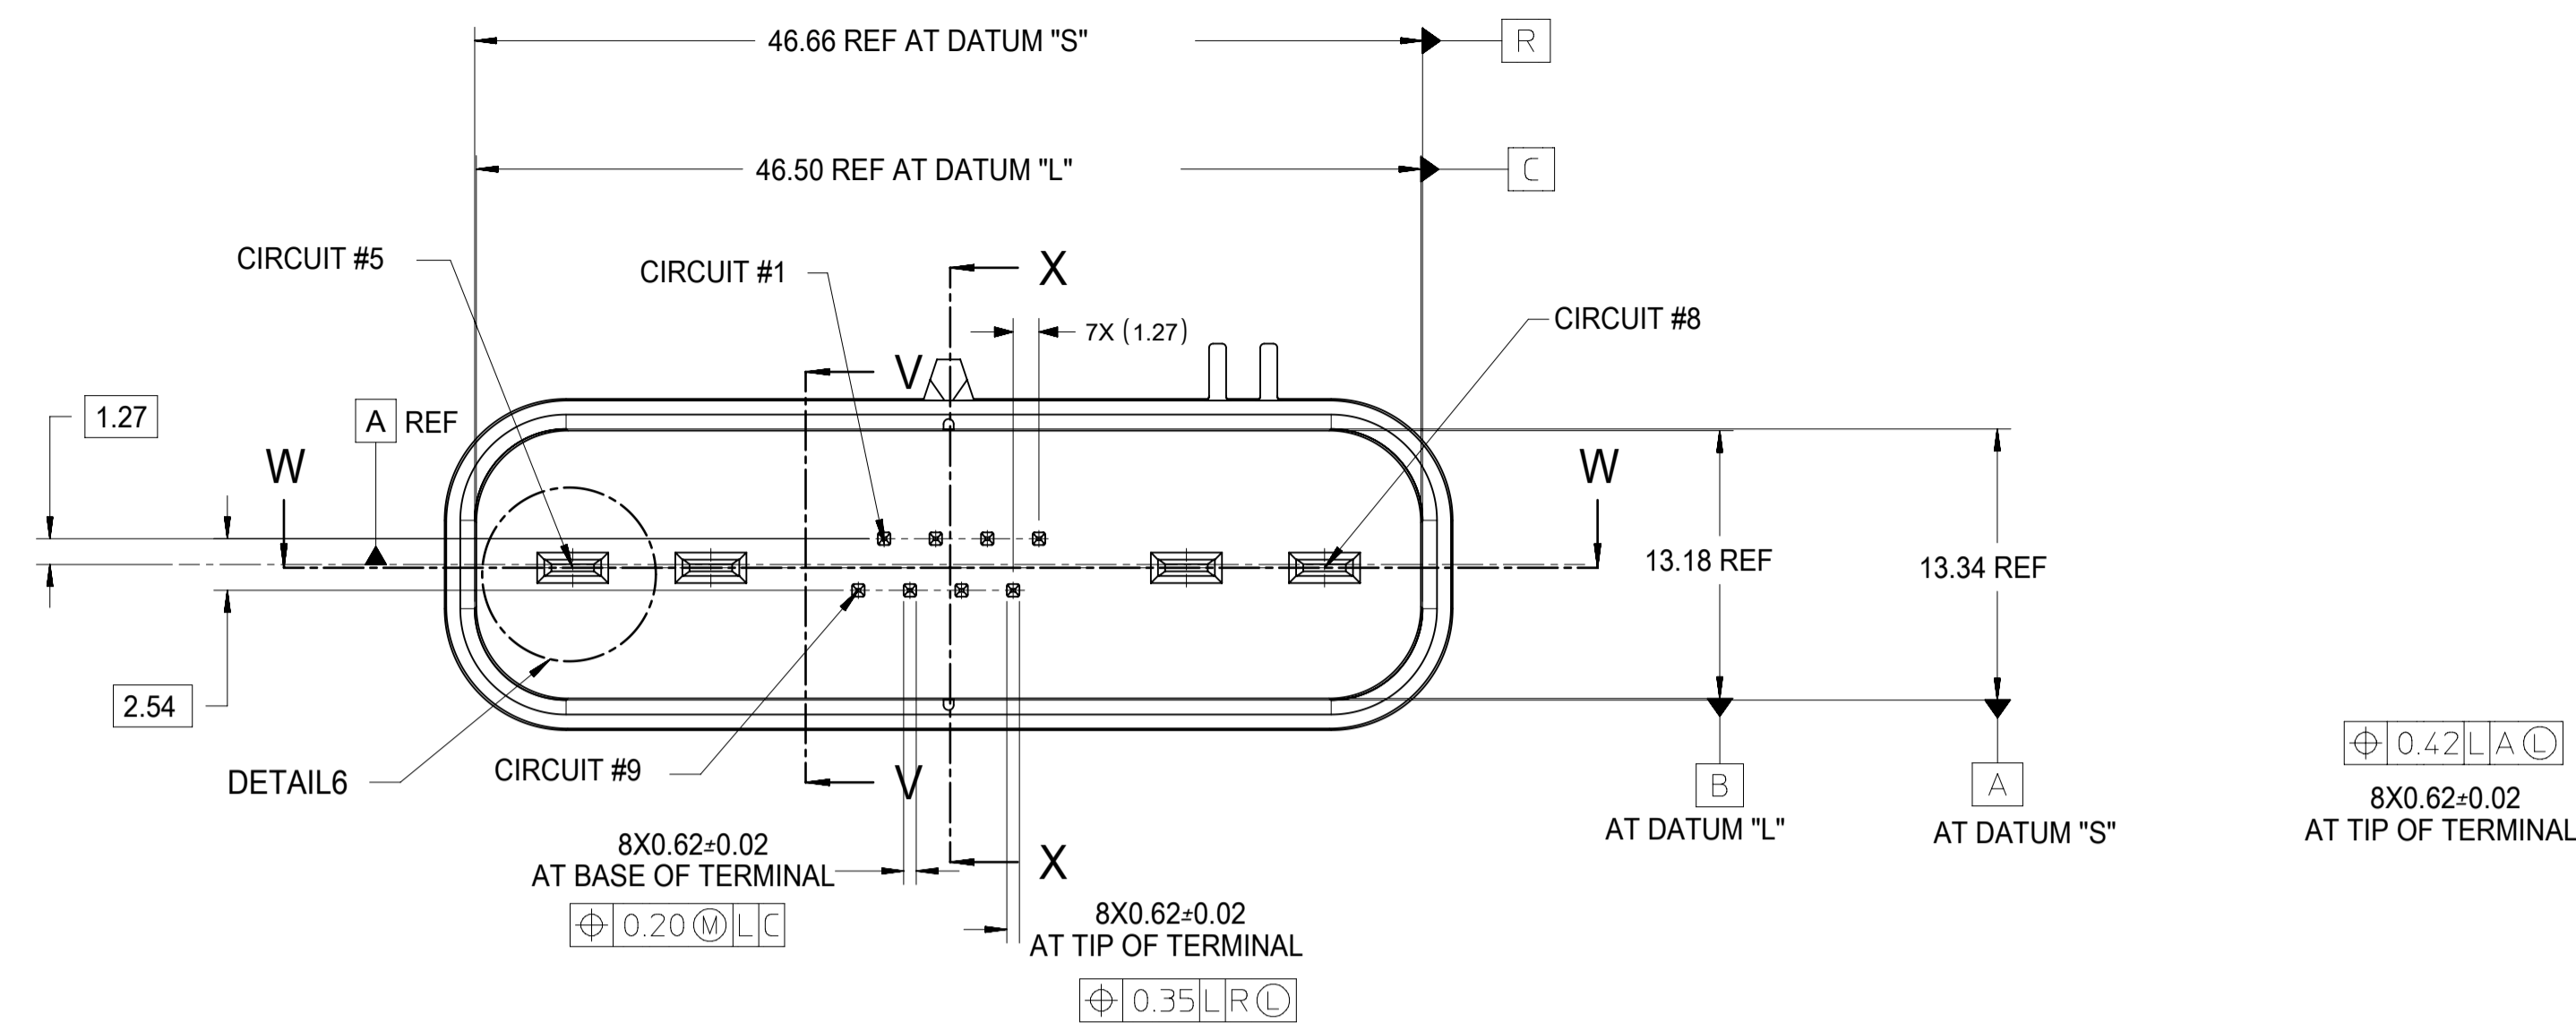 46.66 REF AT DATUM "S"
R
46.50 REF AT DATUM "L"
C
CIRCUIT #5
CIRCUIT #1
X
7X (1.27)
CIRCUIT #8
V
1.27
A REF
W
W
13.18 REF
13.34 REF
2.54
DETAIL6
CIRCUIT #9
V
B
AT DATUM "L"
A
AT DATUM "S"
⌖ 0.42 L A Ⓛ
8X0.62±0.02
AT TIP OF TERMINAL
8X0.62±0.02
AT BASE OF TERMINAL
⌖ 0.20 Ⓜ L C
X
8X0.62±0.02
AT TIP OF TERMINAL
⌖ 0.35 L R Ⓛ